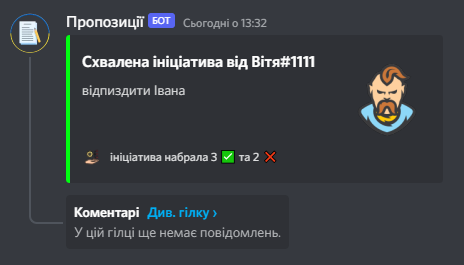 Пропозиції БОТ Сьогодні о 13:32
Схвалена ініціатива від Вітя#1111
відпиздити Івана
ініціатива набрала 3 ✅ та 2 ❌
Коментарі Див. гілку ›
У цій гілці ще немає повідомлень.